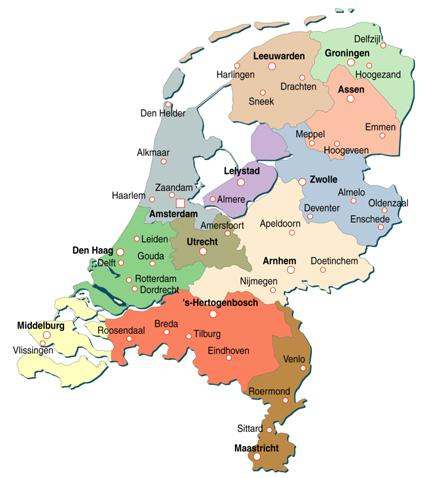 Delfzijl
Groningen
Leeuwarden
Hoogezand
Harlingen
Drachten
Assen
Sneek
Den Helder
Emmen
Meppel
Hoogeveen
Alkmaar
Lelystad
Zwolle
Zaandam
Almelo
Haarlem
Almere
Oldenzaal
Deventer
Amsterdam
Enschede
Amersfoort
Apeldoorn
Leiden
Utrecht
Den Haag
Gouda
Delft
Arnhem
Doetinchem
Rotterdam
Nijmegen
Dordrecht
's-Hertogenbosch
Middelburg
Roosendaal
Breda
Tilburg
Vlissingen
Eindhoven
Venlo
Roermond
Sittard
Maastricht